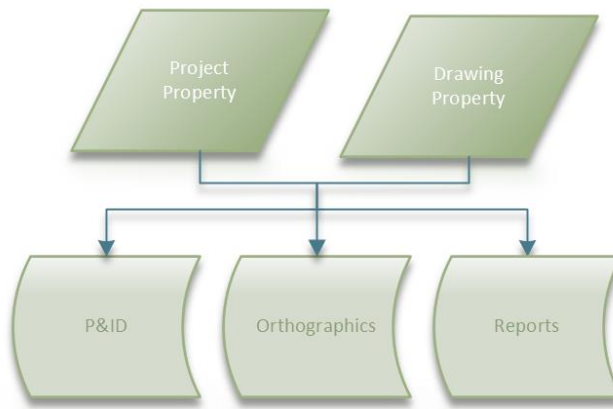 Project
Property
Drawing
Property
P&ID
Orthographics
Reports